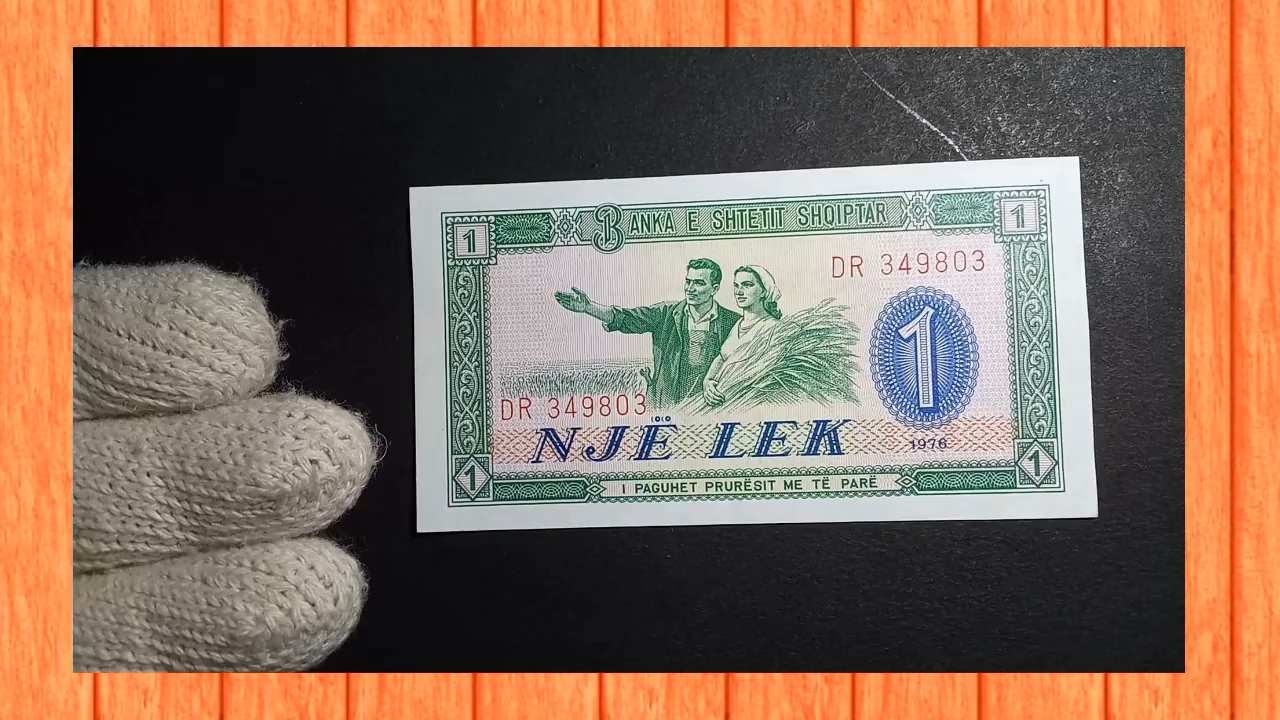 1 BANKA E SHTETIT SHQIPTAR 1
DR 349803
1
DR 349803
NJË LEK
1976
1 I PAGUHET PRURËSIT ME TË PARË 1